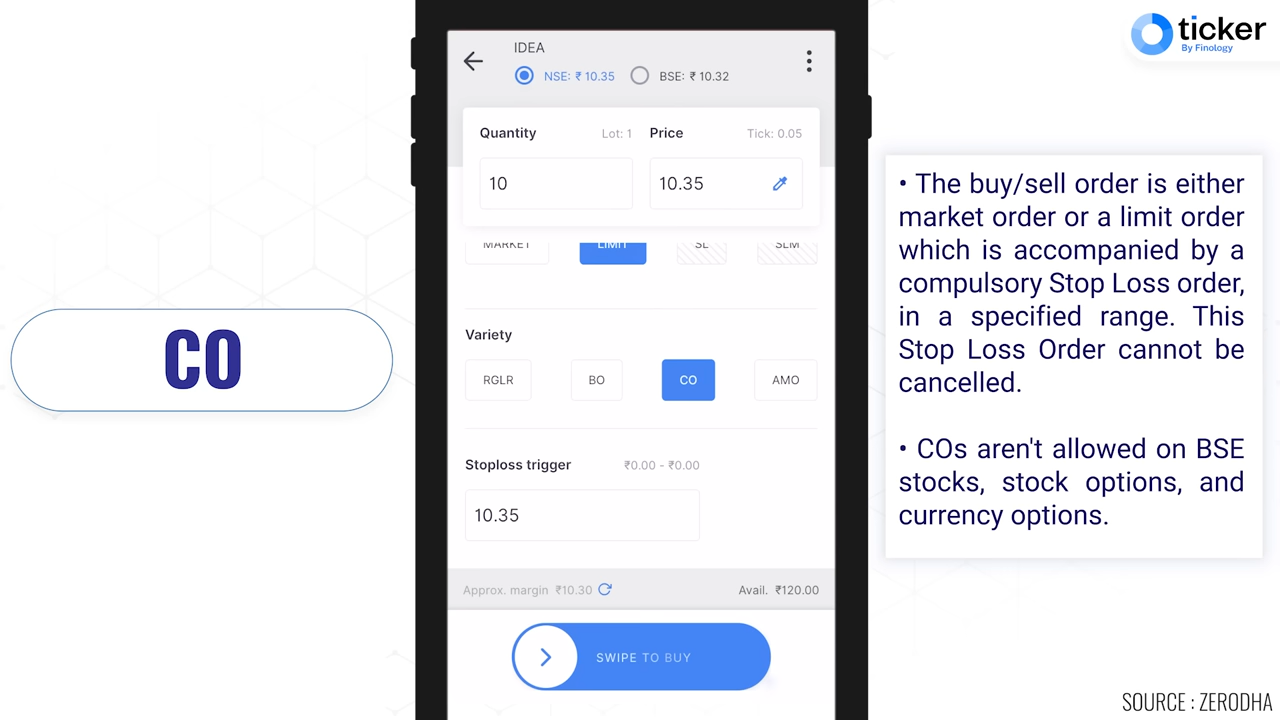 IDEA
NSE: ₹ 10.35 BSE: ₹ 10.32
Quantity Lot: 1 Price Tick: 0.05
10 10.35
MARKET LIMIT SL SLM
Variety
RGLR BO CO AMO
Stoploss trigger ₹0.00 - ₹0.00
10.35
Approx. margin ₹10.30 Avail. ₹120.00
SWIPE TO BUY
CO
ticker
By Finology
• The buy/sell order is either
market order or a limit order
which is accompanied by a
compulsory Stop Loss order,
in a specified range. This
Stop Loss Order cannot be
cancelled.
• COs aren't allowed on BSE
stocks, stock options, and
currency options.
SOURCE : ZERODHA